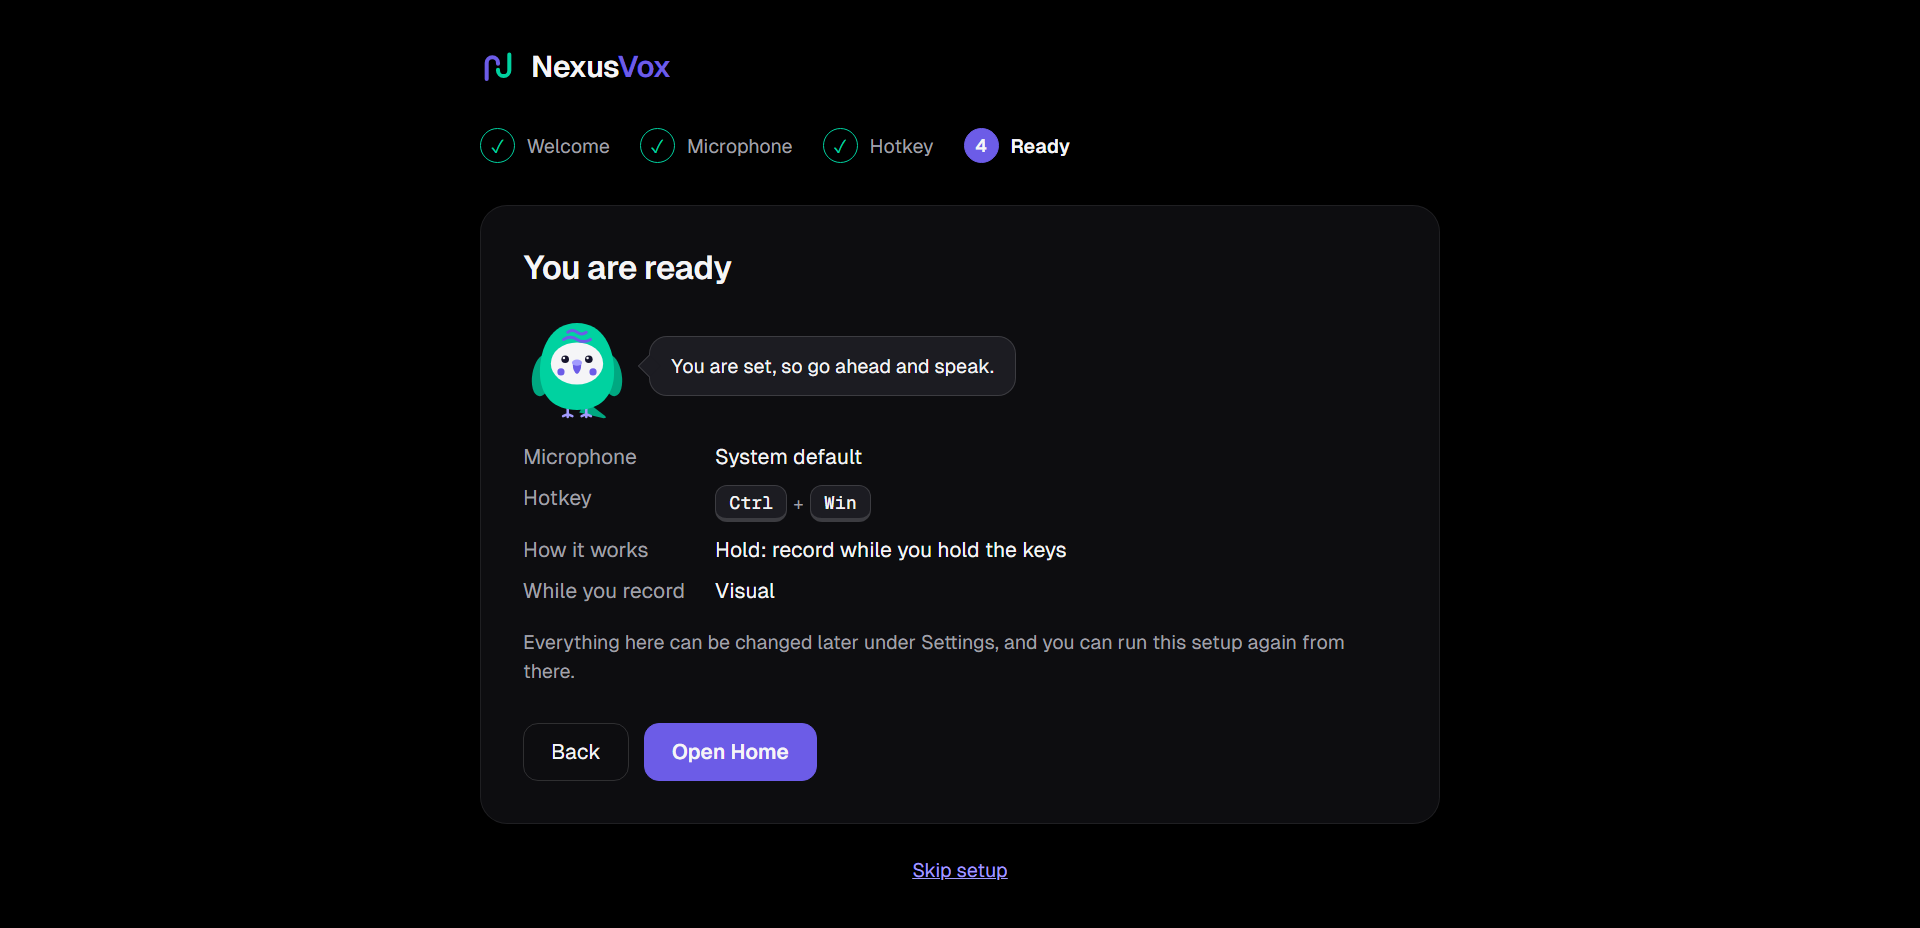 NexusVox
✓ Welcome ✓ Microphone ✓ Hotkey 4 Ready
You are ready
You are set, so go ahead and speak.
Microphone System default
Hotkey Ctrl + Win
How it works Hold: record while you hold the keys
While you record Visual
Everything here can be changed later under Settings, and you can run this setup again from
there.
Back Open Home
Skip setup